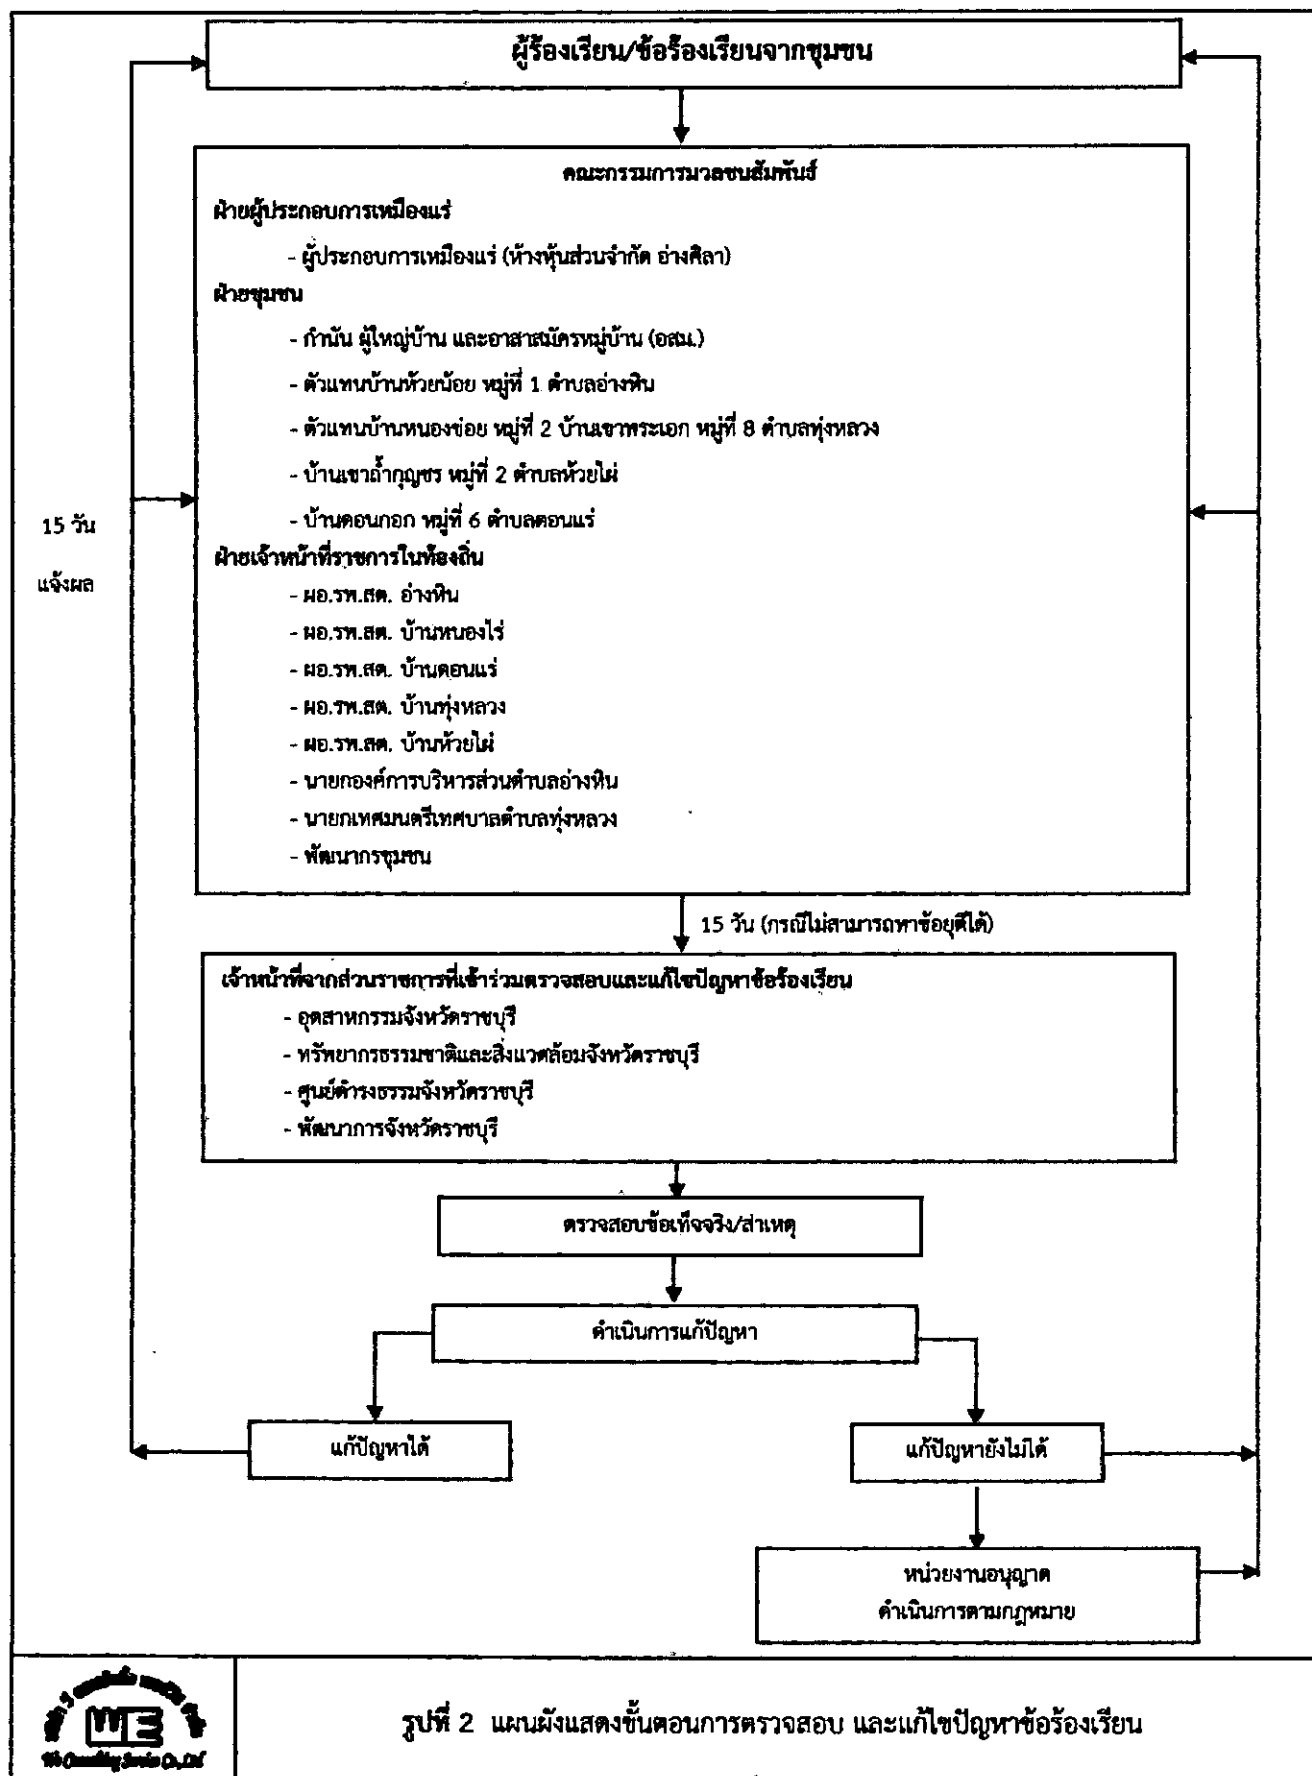 ผู้ร้องเรียน/ข้อร้องเรียนจากชุมชน
คณะกรรมการมวลชนสัมพันธ์
ฝ่ายผู้ประกอบการเหมืองแร่
- ผู้ประกอบการเหมืองแร่ (ห้างหุ้นส่วนจำกัด อ่างศิลา)
ฝ่ายชุมชน
- กำนัน ผู้ใหญ่บ้าน และอาสาสมัครหมู่บ้าน (อสม.)
- ตัวแทนบ้านห้วยน้อย หมู่ที่ 1 ตำบลอ่างหิน
- ตัวแทนบ้านหนองข่อย หมู่ที่ 2 บ้านเขาพระเอก หมู่ที่ 8 ตำบลทุ่งหลวง
- บ้านเขาถ้ำกุญชร หมู่ที่ 2 ตำบลห้วยไผ่
- บ้านดอนกอก หมู่ที่ 6 ตำบลดอนแร่
15 วัน
แจ้งผล
ฝ่ายเจ้าหน้าที่ราชการในท้องถิ่น
- ผอ.รพ.สต. อ่างหิน
- ผอ.รพ.สต. บ้านหนองไร่
- ผอ.รพ.สต. บ้านดอนแร่
- ผอ.รพ.สต. บ้านทุ่งหลวง
- ผอ.รพ.สต. บ้านห้วยไผ่
- นายกองค์การบริหารส่วนตำบลอ่างหิน
- นายกเทศมนตรีเทศบาลตำบลทุ่งหลวง
- พัฒนากรชุมชน
15 วัน (กรณีไม่สามารถหาข้อยุติได้)
เจ้าหน้าที่จากส่วนราชการที่เข้าร่วมตรวจสอบและแก้ไขปัญหาข้อร้องเรียน
- อุตสาหกรรมจังหวัดราชบุรี
- ทรัพยากรธรรมชาติและสิ่งแวดล้อมจังหวัดราชบุรี
- ศูนย์ดำรงธรรมจังหวัดราชบุรี
- พัฒนาการจังหวัดราชบุรี
ตรวจสอบข้อเท็จจริง/สาเหตุ
ดำเนินการแก้ปัญหา
แก้ปัญหาได้
แก้ปัญหายังไม่ได้
หน่วยงานอนุญาต
ดำเนินการตามกฎหมาย
WE
รูปที่ 2 แผนผังแสดงขั้นตอนการตรวจสอบ และแก้ไขปัญหาข้อร้องเรียน